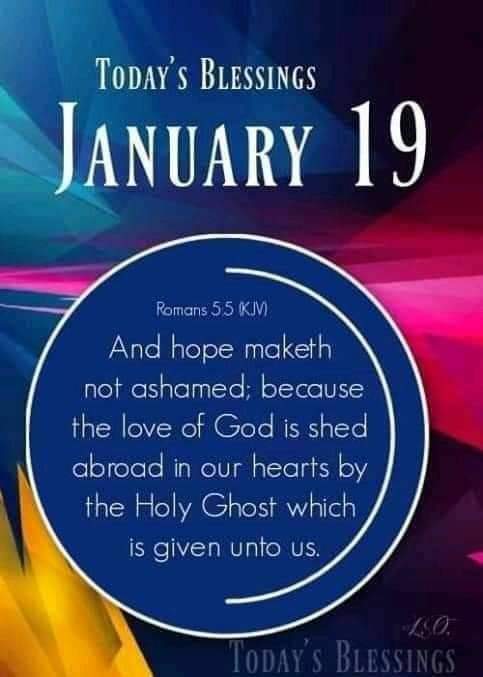 TODAY'S BLESSINGS
JANUARY 19
Romans 5:5 (KJV)
And hope maketh
not ashamed; because
the love of God is shed
abroad in our hearts by
the Holy Ghost which
is given unto us.
L.O.
TODAY'S BLESSINGS